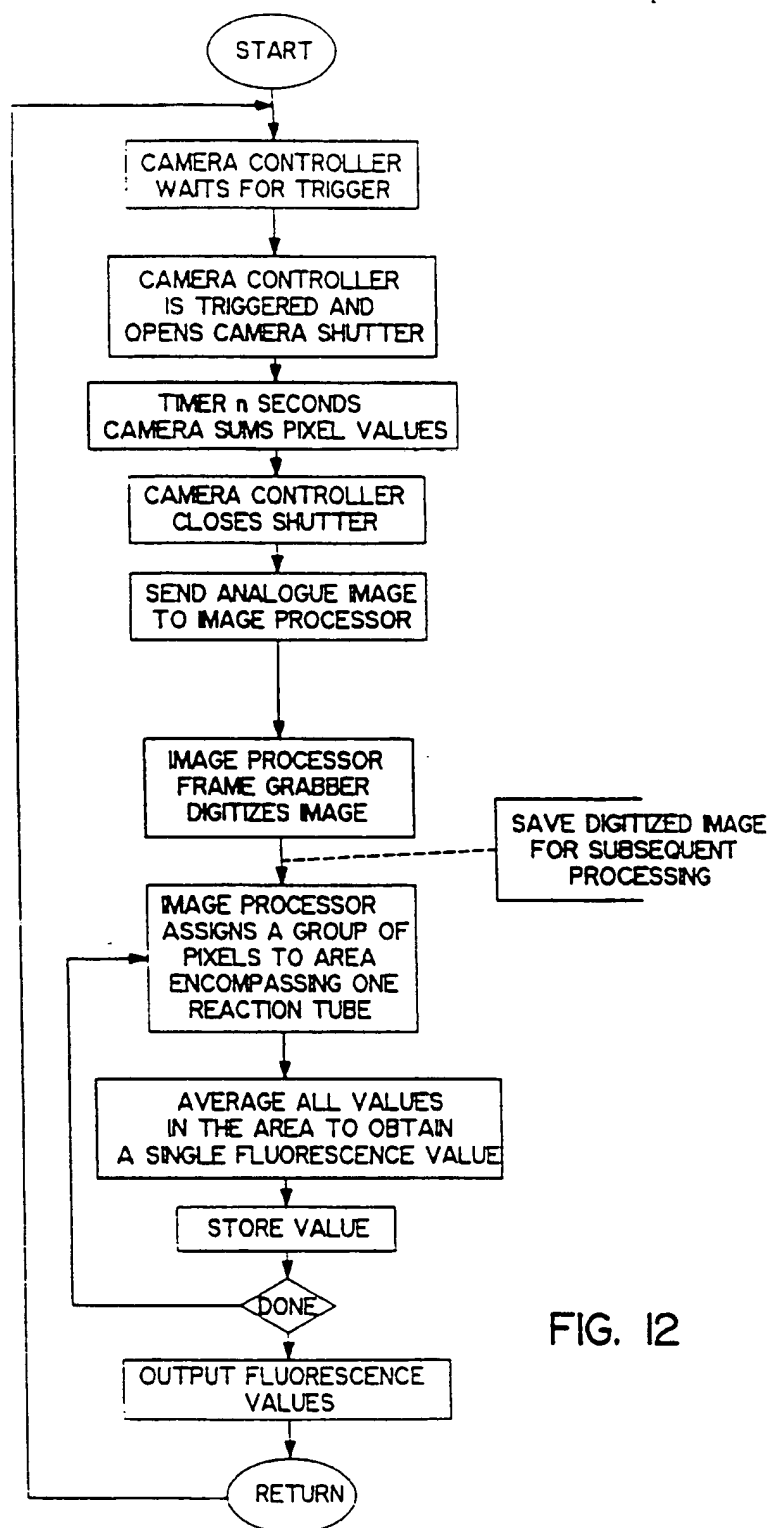 START
CAMERA CONTROLLER
WAITS FOR TRIGGER
CAMERA CONTROLLER
IS TRIGGERED AND
OPENS CAMERA SHUTTER
TIMER n SECONDS
CAMERA SUMS PIXEL VALUES
CAMERA CONTROLLER
CLOSES SHUTTER
SEND ANALOGUE IMAGE
TO IMAGE PROCESSOR
IMAGE PROCESSOR
FRAME GRABBER
DIGITIZES IMAGE
SAVE DIGITIZED IMAGE
FOR SUBSEQUENT
PROCESSING
IMAGE PROCESSOR
ASSIGNS A GROUP OF
PIXELS TO AREA
ENCOMPASSING ONE
REACTION TUBE
AVERAGE ALL VALUES
IN THE AREA TO OBTAIN
A SINGLE FLUORESCENCE VALUE
STORE VALUE
DONE
FIG. 12
OUTPUT FLUORESCENCE
VALUES
RETURN